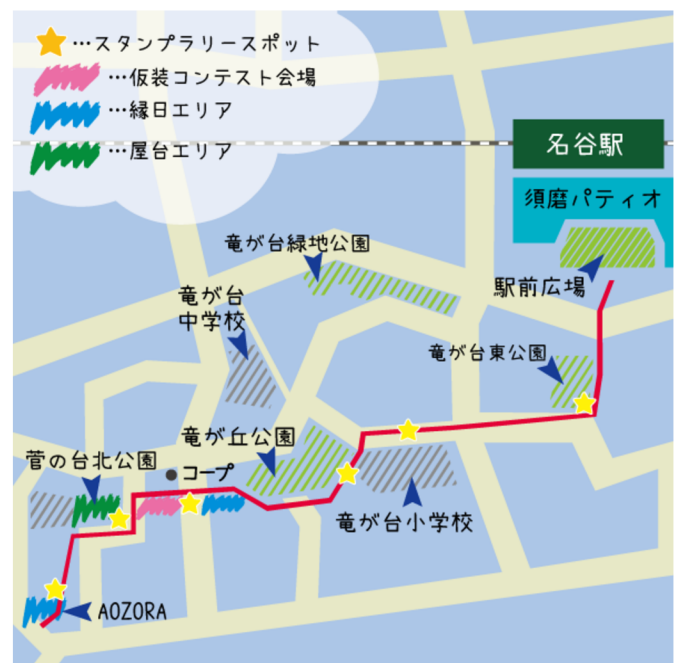 …スタンプラリースポット
…仮装コンテスト会場
…縁日エリア
…屋台エリア
名谷駅
須磨パティオ
駅前広場
竜が台緑地公園
竜が台
中学校
竜が台東公園
竜が丘公園
コープ
菅の台北公園
竜が台小学校
AOZORA